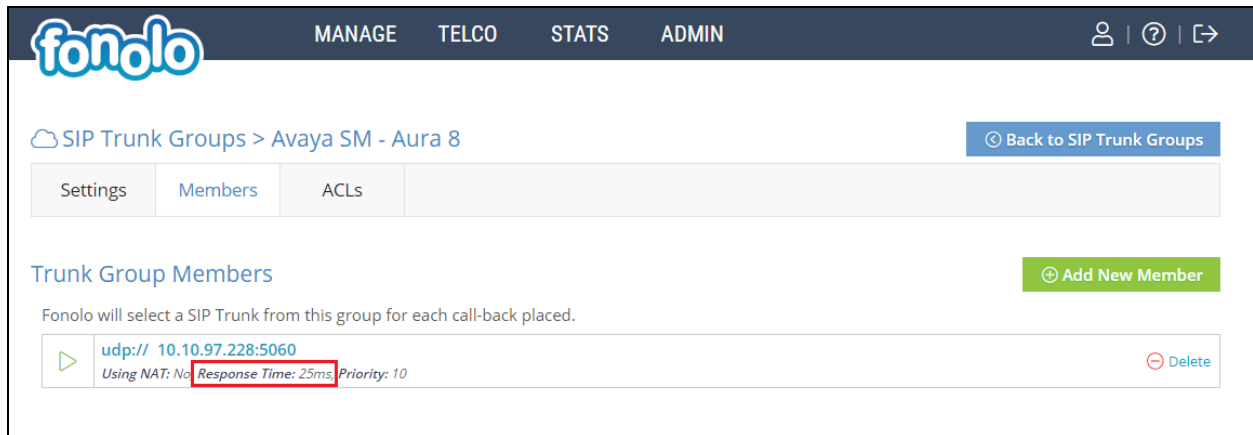 fonolo MANAGE TELCO STATS ADMIN
SIP Trunk Groups > Avaya SM - Aura 8 Back to SIP Trunk Groups
Settings Members ACLs
Trunk Group Members Add New Member
Fonolo will select a SIP Trunk from this group for each call-back placed.
udp:// 10.10.97.228:5060
Using NAT: No Response Time: 25ms, Priority: 10 Delete